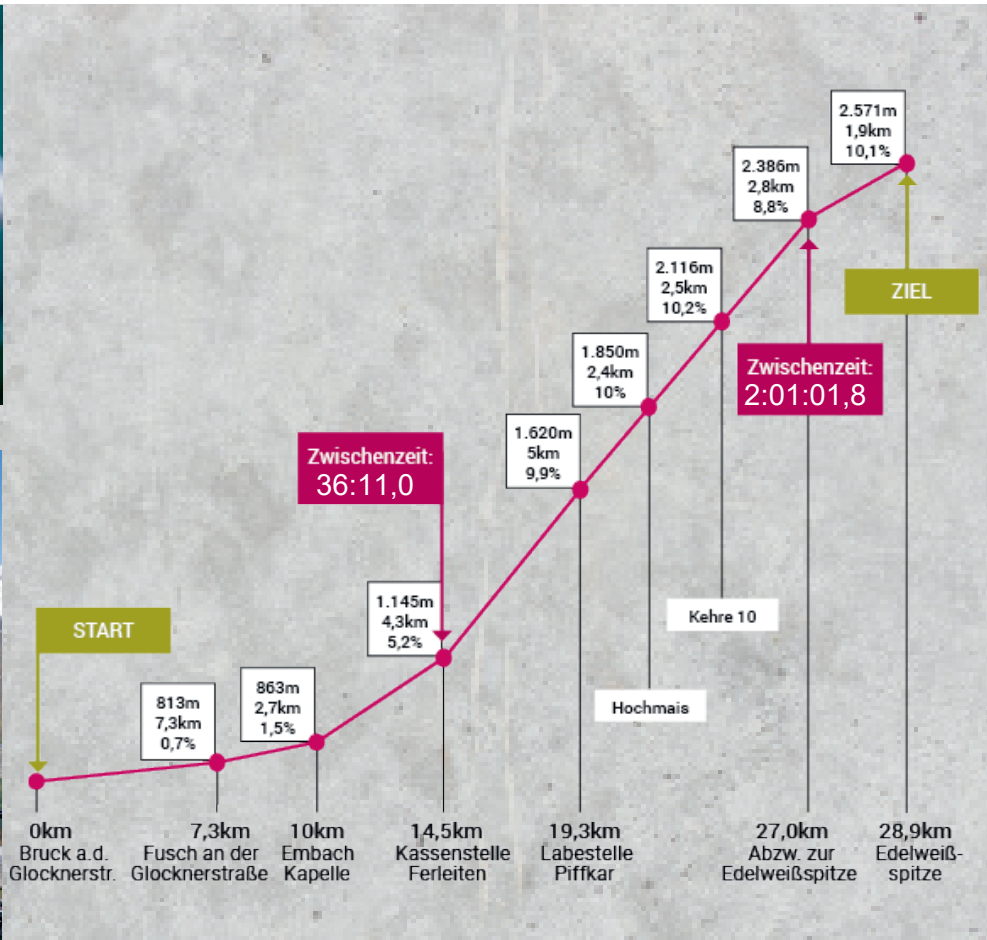 2.571m
1,9km
10,1%
2.386m
2,8km
8,8%
2.116m
2,5km
10,2%
ZIEL
1.850m
2,4km
10%
Zwischenzeit:
2:01:01,8
1.620m
5km
9,9%
Zwischenzeit:
36:11,0
1.145m
4,3km
5,2%
START
Kehre 10
863m
2,7km
1,5%
813m
7,3km
0,7%
Hochmais
0km
Bruck a.d.
Glocknerstr.
7,3km
Fusch an der
Glocknerstraße
10km
Embach
Kapelle
14,5km
Kassenstelle
Ferleiten
19,3km
Labestelle
Piffkar
27,0km
Abzw. zur
Edelweißspitze
28,9km
Edelweiß-
spitze